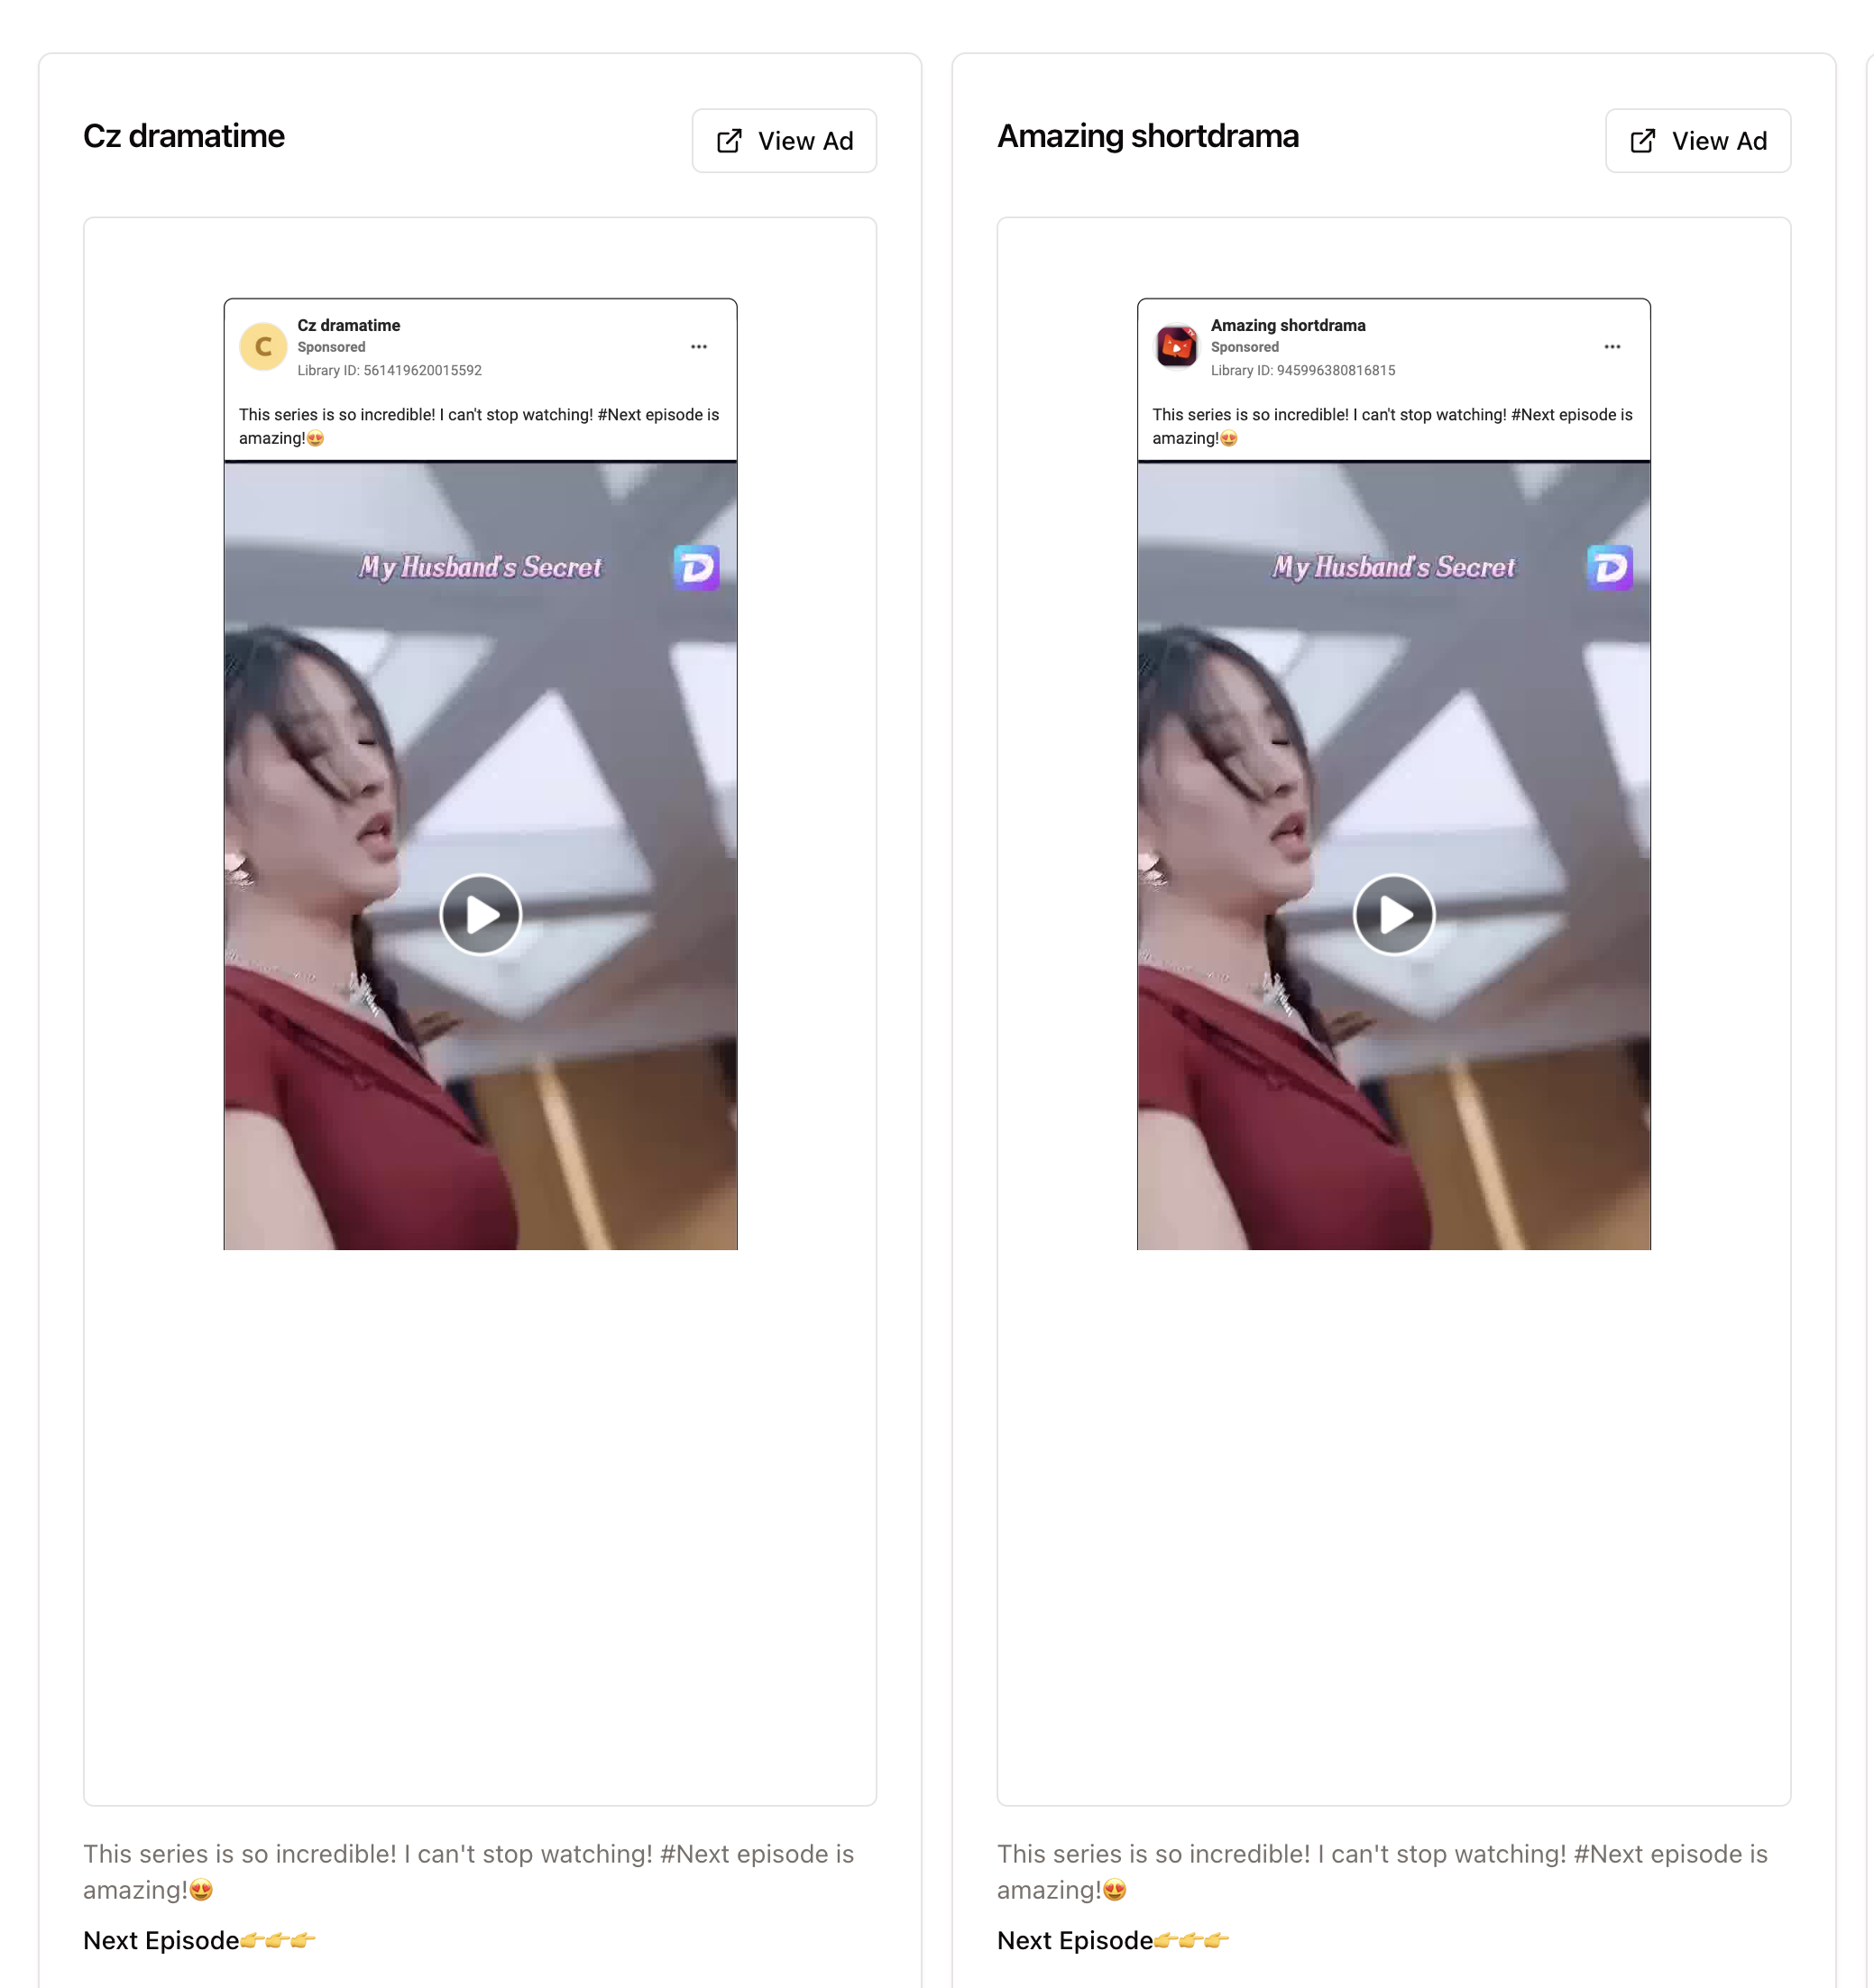 Cz dramatime
View Ad
C
Cz dramatime
Sponsored
Library ID: 561419620015592
This series is so incredible! I can't stop watching! #Next episode is
amazing!😍
My Husband's Secret
D
This series is so incredible! I can't stop watching! #Next episode is
amazing!😍
Next Episode👉👉👉
Amazing shortdrama
View Ad
Amazing shortdrama
Sponsored
Library ID: 945996380816815
This series is so incredible! I can't stop watching! #Next episode is
amazing!😍
My Husband's Secret
D
This series is so incredible! I can't stop watching! #Next episode is
amazing!😍
Next Episode👉👉👉